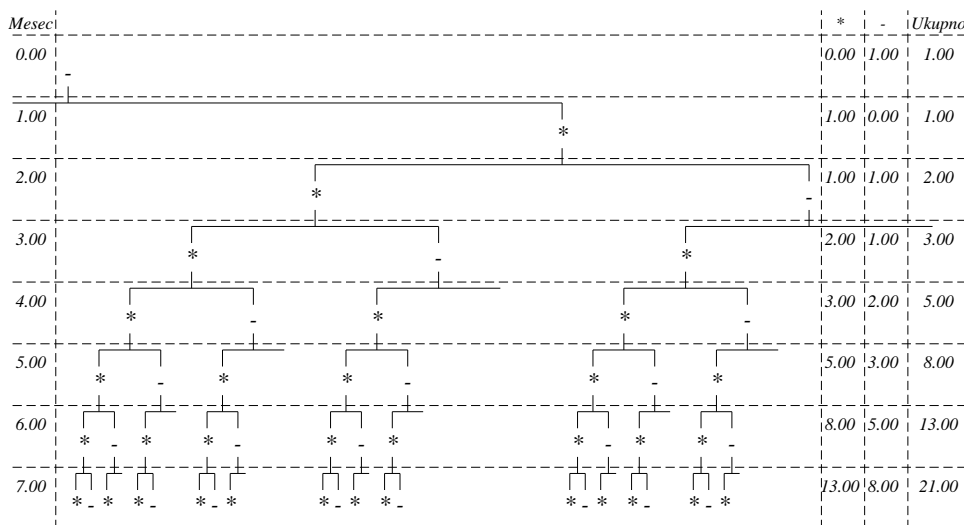 Mesec * - Ukupno
0.00 - 0.00 1.00 1.00
1.00 * 1.00 0.00 1.00
2.00 * - 1.00 1.00 2.00
3.00 * - * 2.00 1.00 3.00
4.00 * - * * - 3.00 2.00 5.00
5.00 * - * * - * - * 5.00 3.00 8.00
6.00 * - * * - * - * * - * * - 8.00 5.00 13.00
7.00 * - * * - * - * * - * * - * - * * - * - * 13.00 8.00 21.00